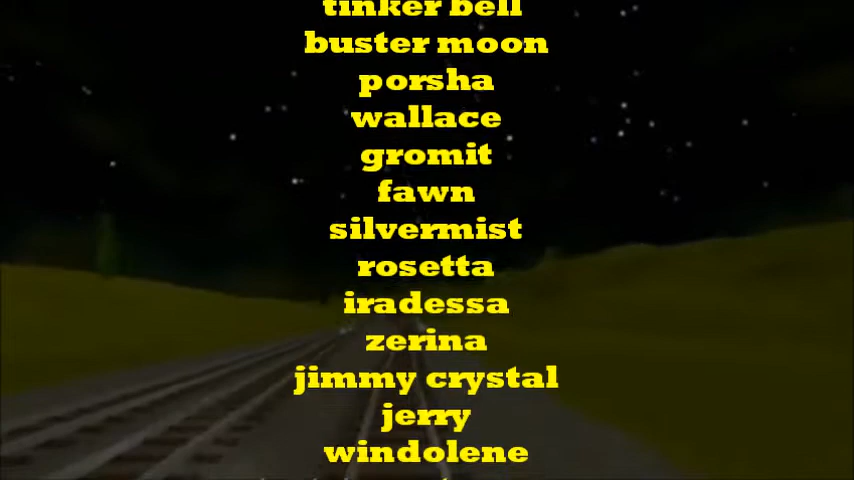 tinker bell
buster moon
porsha
wallace
gromit
fawn
silvermist
rosetta
iradessa
zerina
jimmy crystal
jerry
windolene